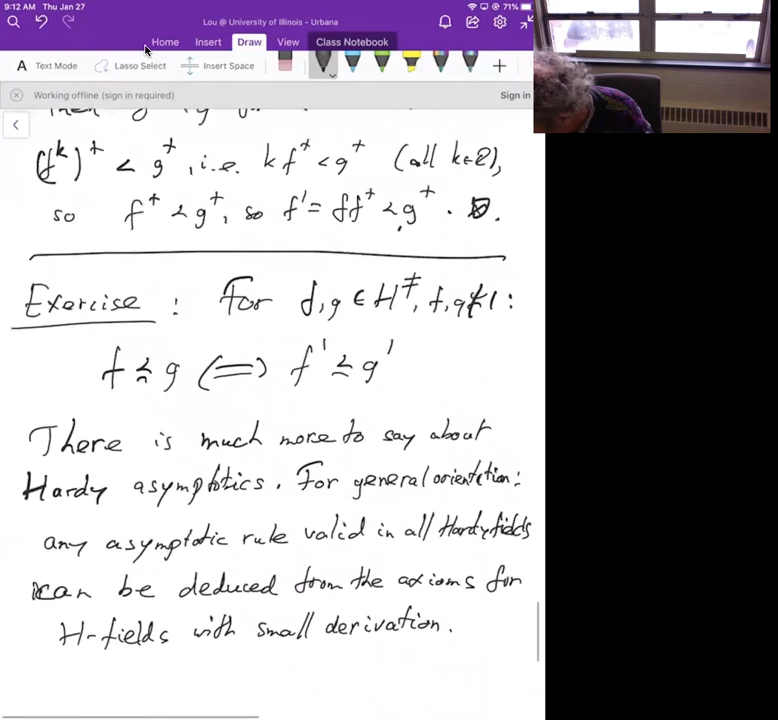 9:12 AM Thu Jan 27
71%
Lou @ University of Illinois - Urbana
Home Insert Draw View Class Notebook
A Text Mode Lasso Select Insert Space
Working offline (sign in required) Sign in
(f^k)^† < g^†, i.e. kf^† < g^† (all k∈ℤ),
so f^† ≺ g^†, so f' = ff^† ≺ g^†.
Exercise : For f,g ∈ H^≠, f,g ≭ 1 :
f ≼ g ⟺ f' ≼ g'
There is much more to say about
Hardy asymptotics. For general orientation:
any asymptotic rule valid in all Hardy fields
can be deduced from the axioms for
H-fields with small derivation.